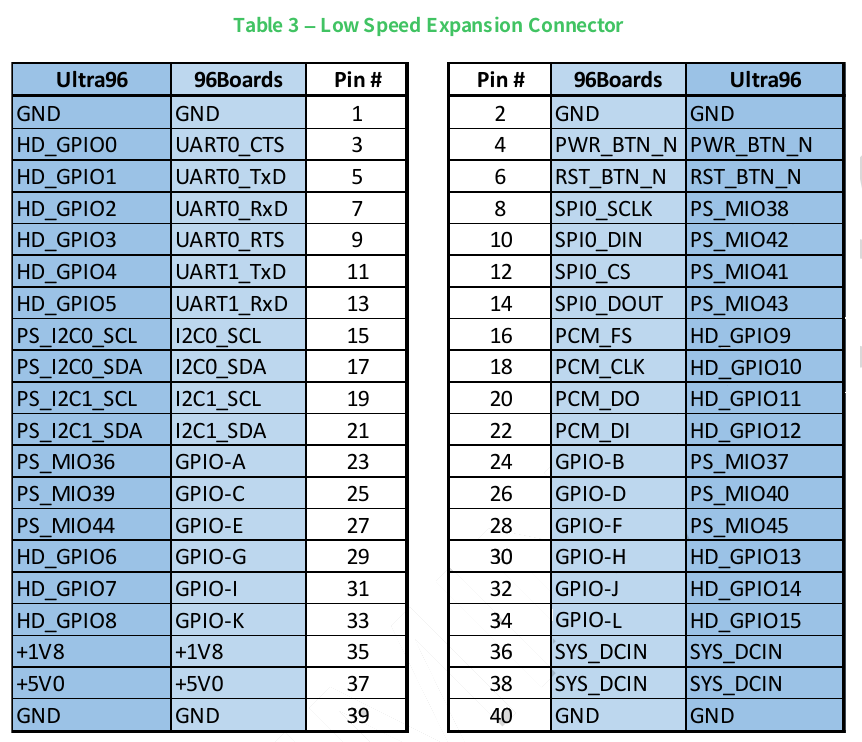 Table 3 – Low Speed Expansion Connector
Ultra96 96Boards Pin # Pin # 96Boards Ultra96
GND GND 1 2 GND GND
HD_GPIO0 UART0_CTS 3 4 PWR_BTN_N PWR_BTN_N
HD_GPIO1 UART0_TxD 5 6 RST_BTN_N RST_BTN_N
HD_GPIO2 UART0_RxD 7 8 SPI0_SCLK PS_MIO38
HD_GPIO3 UART0_RTS 9 10 SPI0_DIN PS_MIO42
HD_GPIO4 UART1_TxD 11 12 SPI0_CS PS_MIO41
HD_GPIO5 UART1_RxD 13 14 SPI0_DOUT PS_MIO43
PS_I2C0_SCL I2C0_SCL 15 16 PCM_FS HD_GPIO9
PS_I2C0_SDA I2C0_SDA 17 18 PCM_CLK HD_GPIO10
PS_I2C1_SCL I2C1_SCL 19 20 PCM_DO HD_GPIO11
PS_I2C1_SDA I2C1_SDA 21 22 PCM_DI HD_GPIO12
PS_MIO36 GPIO-A 23 24 GPIO-B PS_MIO37
PS_MIO39 GPIO-C 25 26 GPIO-D PS_MIO40
PS_MIO44 GPIO-E 27 28 GPIO-F PS_MIO45
HD_GPIO6 GPIO-G 29 30 GPIO-H HD_GPIO13
HD_GPIO7 GPIO-I 31 32 GPIO-J HD_GPIO14
HD_GPIO8 GPIO-K 33 34 GPIO-L HD_GPIO15
+1V8 +1V8 35 36 SYS_DCIN SYS_DCIN
+5V0 +5V0 37 38 SYS_DCIN SYS_DCIN
GND GND 39 40 GND GND